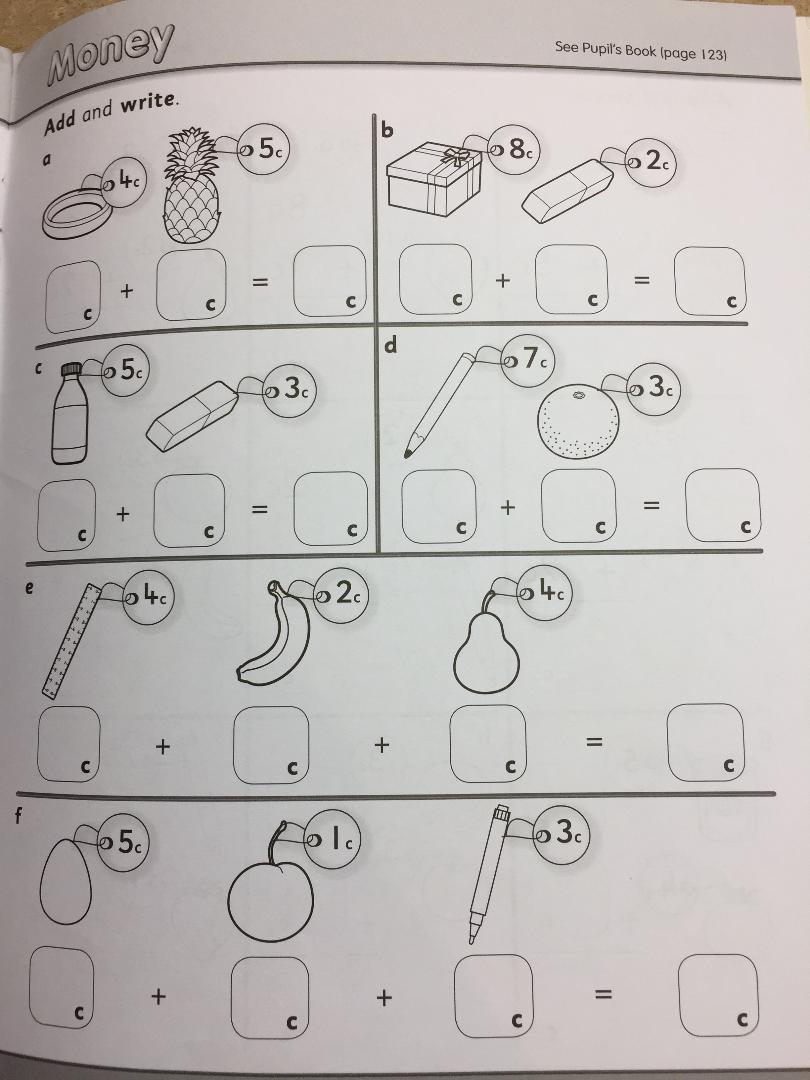 Money
See Pupil's Book (page 123)
Add and write.
a
4c
5c
c + c = c
b
8c
2c
c + c = c
c
5c
3c
c + c = c
d
7c
3c
c + c = c
e
4c
2c
4c
c + c + c = c
f
5c
1c
3c
c + c + c = c